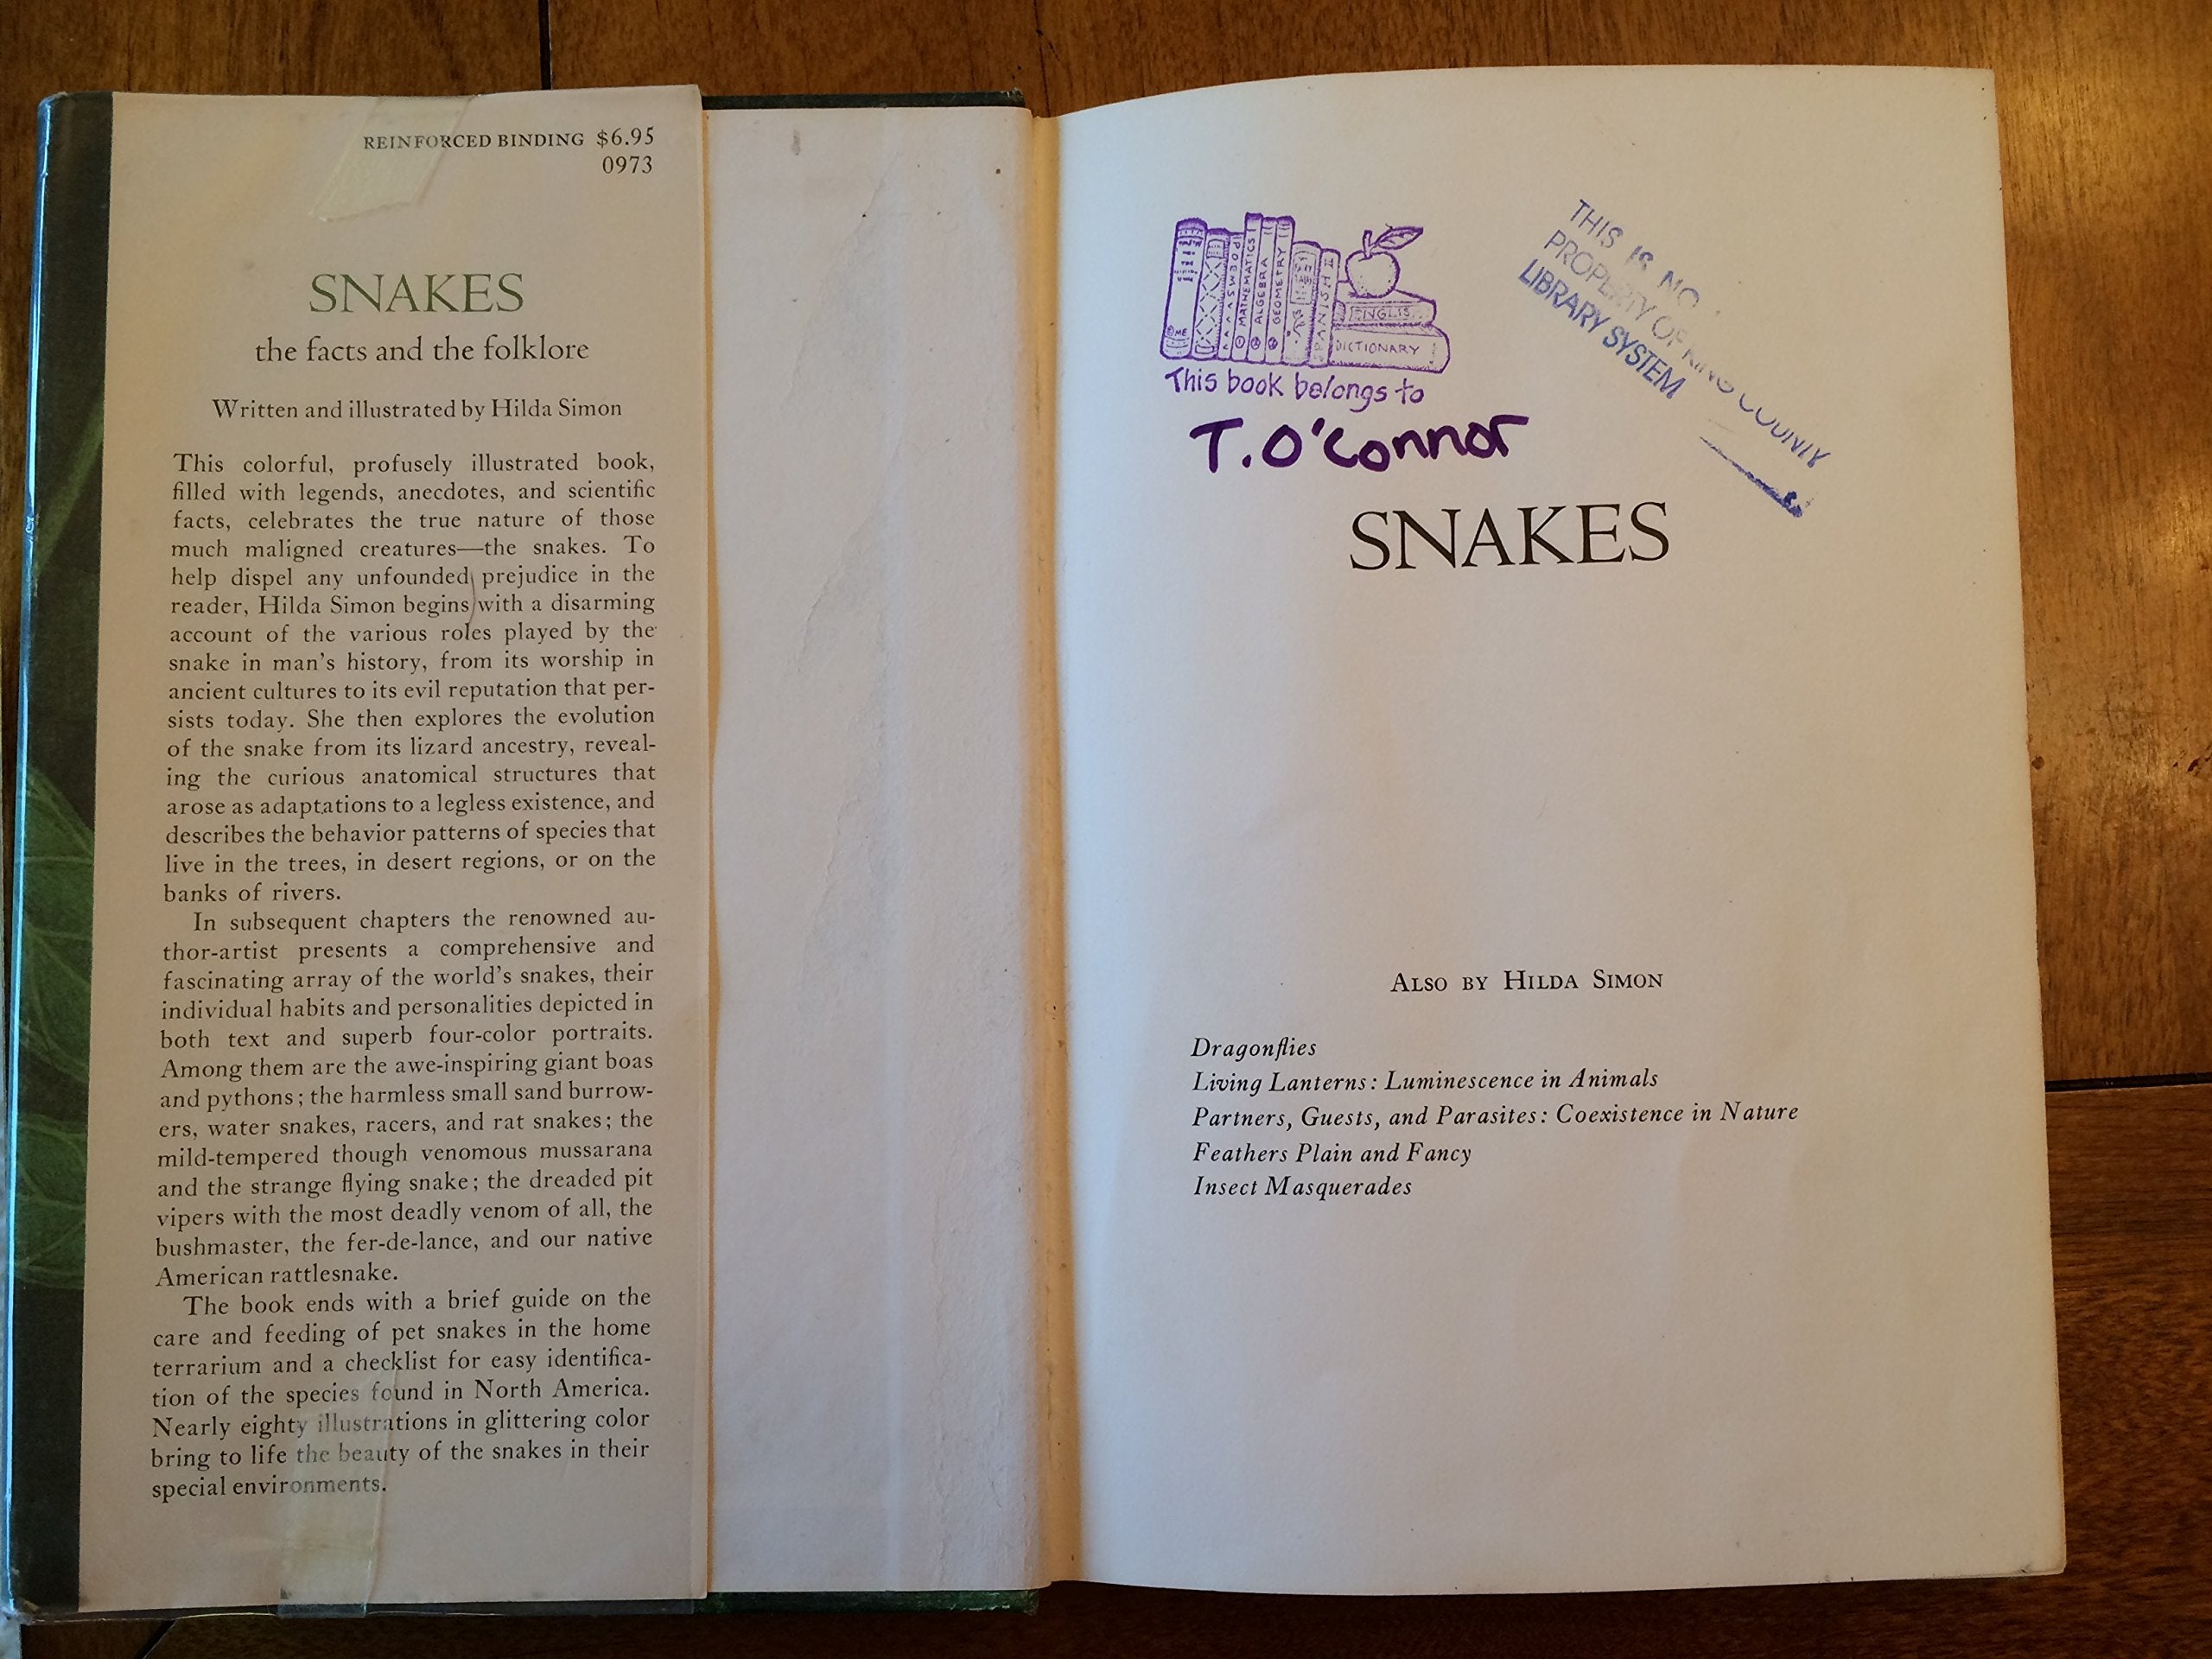 REINFORCED BINDING $6.95
0973
SNAKES
the facts and the folklore
Written and illustrated by Hilda Simon
This colorful, profusely illustrated book,
filled with legends, anecdotes, and scientific
facts, celebrates the true nature of those
much maligned creatures—the snakes. To
help dispel any unfounded prejudice in the
reader, Hilda Simon begins with a disarming
account of the various roles played by the
snake in man's history, from its worship in
ancient cultures to its evil reputation that per-
sists today. She then explores the evolution
of the snake from its lizard ancestry, reveal-
ing the curious anatomical structures that
arose as adaptations to a legless existence, and
describes the behavior patterns of species that
live in the trees, in desert regions, or on the
banks of rivers.
In subsequent chapters the renowned au-
thor-artist presents a comprehensive and
fascinating array of the world's snakes, their
individual habits and personalities depicted in
both text and superb four-color portraits.
Among them are the awe-inspiring giant boas
and pythons; the harmless small sand burrow-
ers, water snakes, racers, and rat snakes; the
mild-tempered though venomous mussarana
and the strange flying snake; the dreaded pit
vipers with the most deadly venom of all, the
bushmaster, the fer-de-lance, and our native
American rattlesnake.
The book ends with a brief guide on the
care and feeding of pet snakes in the home
terrarium and a checklist for easy identifica-
tion of the species found in North America.
Nearly eighty illustrations in glittering color
bring to life the beauty of the snakes in their
special environments.
MATHEMATICS
ALGEBRA
GEOMETRY
SPANISH II
ENGLIS
DICTIONARY
This book belongs to
T. O'Connor
THIS IS NO
PROPERTY OF KING COUNTY
LIBRARY SYSTEM
SNAKES
ALSO BY HILDA SIMON
Dragonflies
Living Lanterns: Luminescence in Animals
Partners, Guests, and Parasites: Coexistence in Nature
Feathers Plain and Fancy
Insect Masquerades